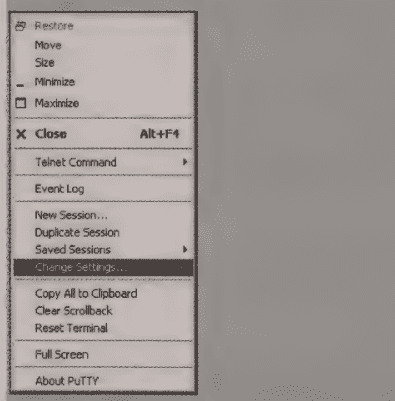 Restore
Move
Size
Minimize
Maximize
Close Alt+F4
Telnet Command
Event Log
New Session...
Duplicate Session
Saved Sessions
Change Settings...
Copy All to Clipboard
Clear Scrollback
Reset Terminal
Full Screen
About PuTTY